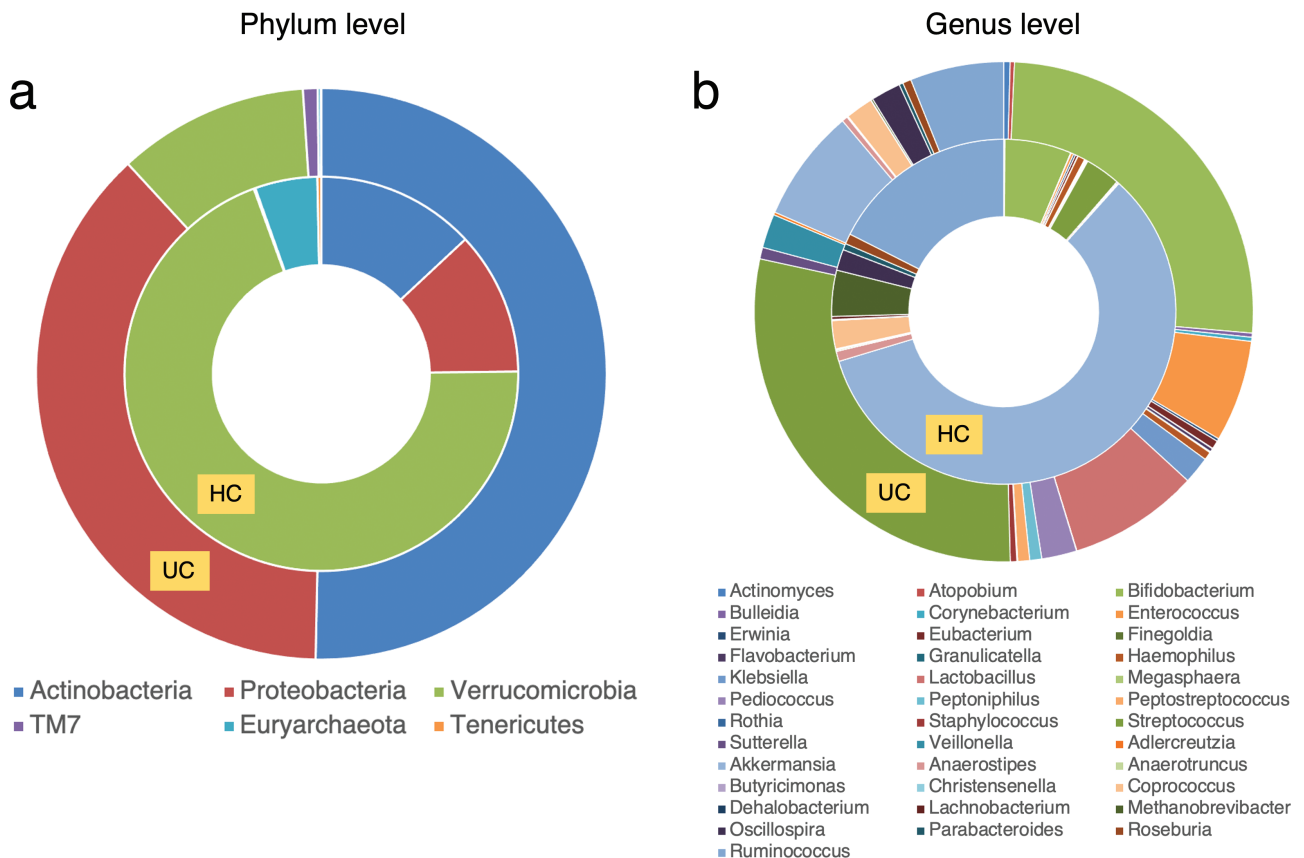 Phylum level
Genus level
a
b
HC
UC
HC
UC
Actinobacteria Proteobacteria Verrucomicrobia
TM7 Euryarchaeota Tenericutes
Actinomyces Atopobium Bifidobacterium
Bulleidia Corynebacterium Enterococcus
Erwinia Eubacterium Finegoldia
Flavobacterium Granulicatella Haemophilus
Klebsiella Lactobacillus Megasphaera
Pediococcus Peptoniphilus Peptostreptococcus
Rothia Staphylococcus Streptococcus
Sutterella Veillonella Adlercreutzia
Akkermansia Anaerostipes Anaerotruncus
Butyricimonas Christensenella Coprococcus
Dehalobacterium Lachnobacterium Methanobrevibacter
Oscillospira Parabacteroides Roseburia
Ruminococcus